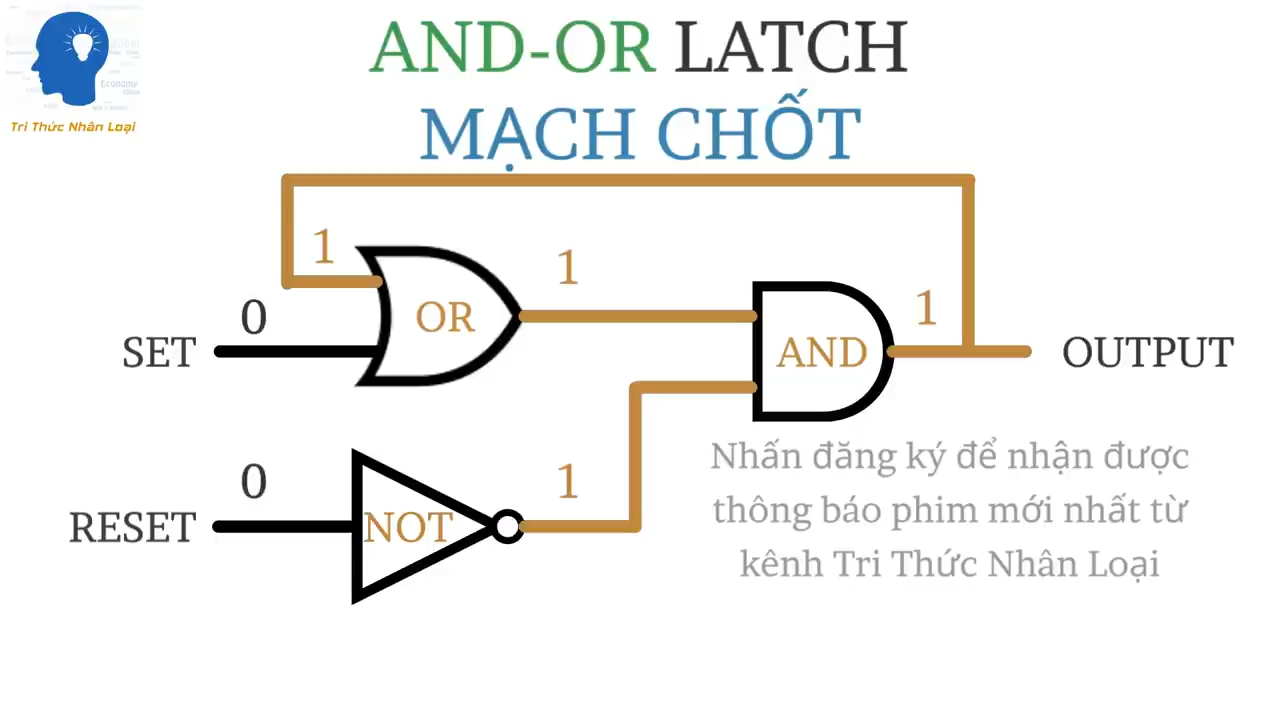 AND-OR LATCH
MẠCH CHỐT
Economy
Tri Thức Nhân Loại
1
1
OR
0
SET
1
AND
OUTPUT
0
1
RESET
NOT
Nhấn đăng ký để nhận được
thông báo phim mới nhất từ
kênh Tri Thức Nhân Loại